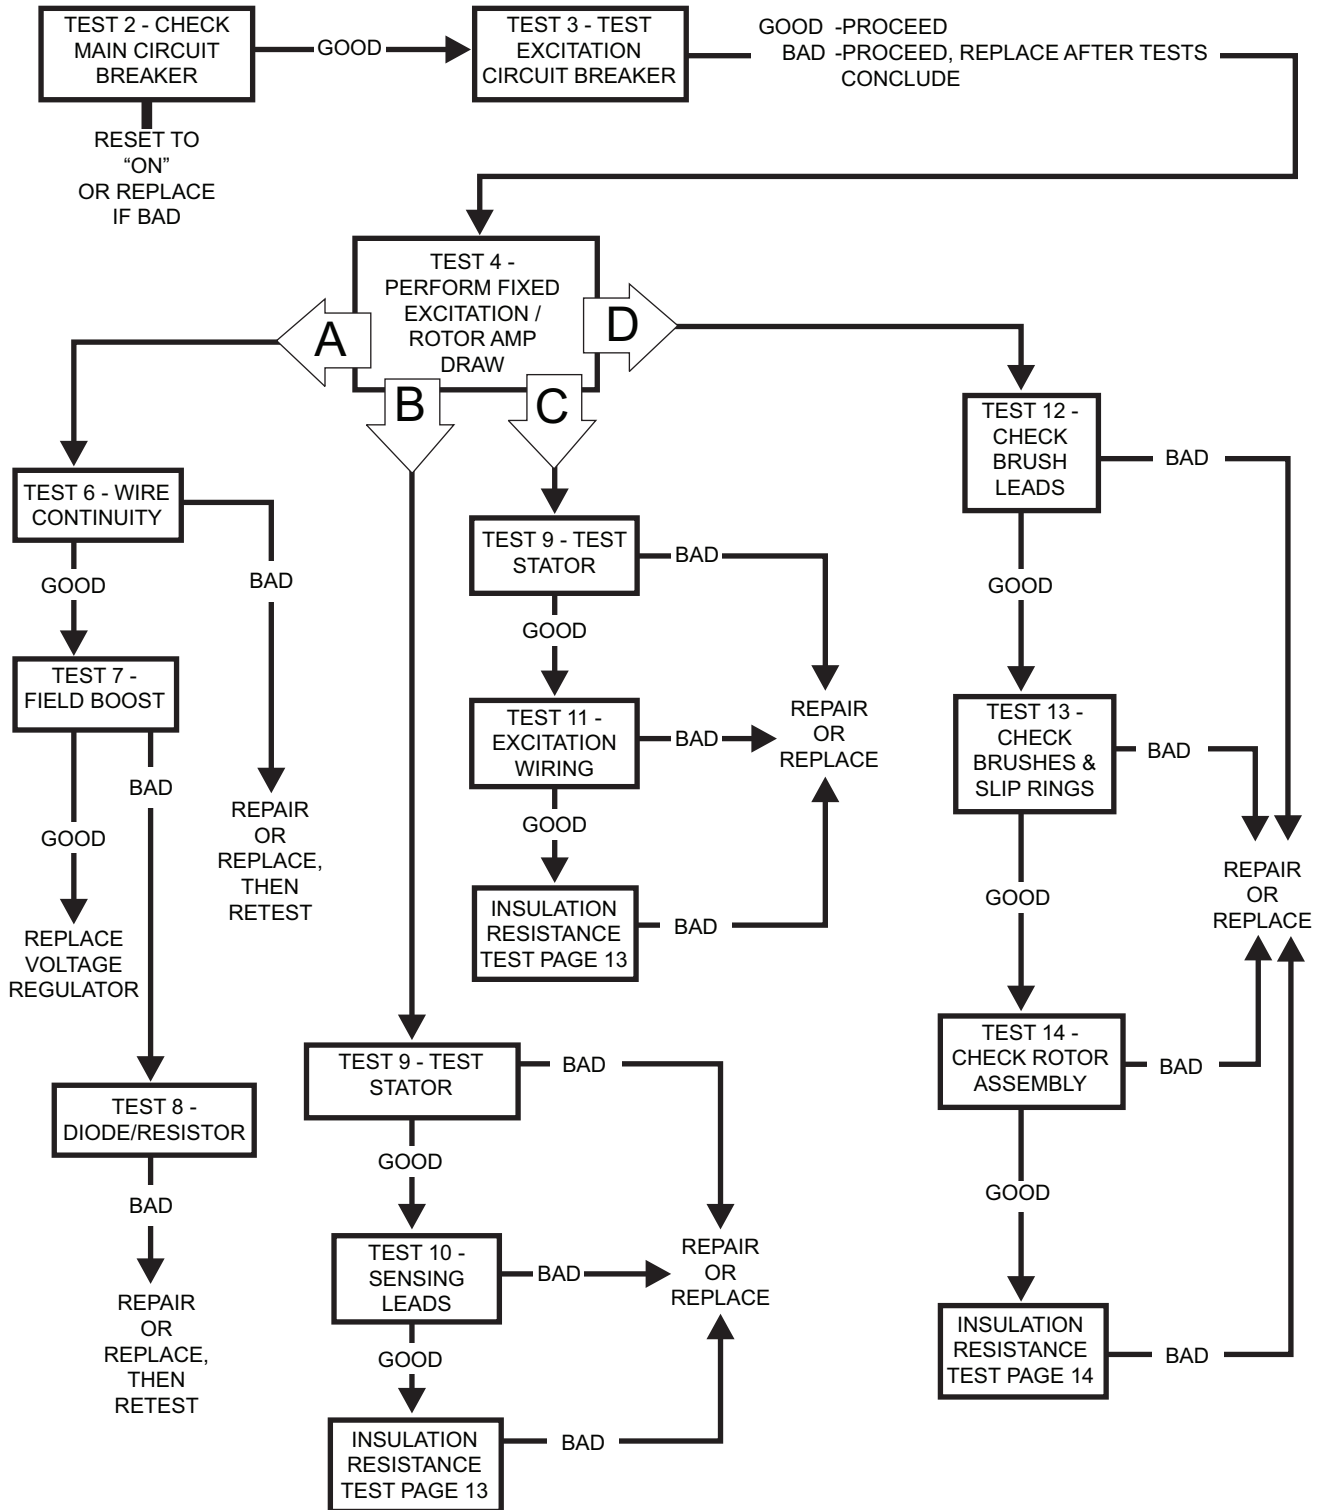 TEST 2 - CHECK
MAIN CIRCUIT
BREAKER
GOOD
TEST 3 - TEST
EXCITATION
CIRCUIT BREAKER
GOOD -PROCEED
BAD -PROCEED, REPLACE AFTER TESTS
CONCLUDE
RESET TO
“ON”
OR REPLACE
IF BAD
TEST 4 -
PERFORM FIXED
EXCITATION /
ROTOR AMP
DRAW
A
B
C
D
TEST 6 - WIRE
CONTINUITY
GOOD
BAD
TEST 7 -
FIELD BOOST
GOOD
BAD
REPAIR
OR
REPLACE,
THEN
RETEST
REPLACE
VOLTAGE
REGULATOR
TEST 8 -
DIODE/RESISTOR
BAD
REPAIR
OR
REPLACE,
THEN
RETEST
TEST 9 - TEST
STATOR
BAD
GOOD
TEST 10 -
SENSING
LEADS
BAD
GOOD
INSULATION
RESISTANCE
TEST PAGE 13
BAD
REPAIR
OR
REPLACE
TEST 9 - TEST
STATOR
BAD
GOOD
TEST 11 -
EXCITATION
WIRING
BAD
GOOD
INSULATION
RESISTANCE
TEST PAGE 13
BAD
REPAIR
OR
REPLACE
TEST 12 -
CHECK
BRUSH
LEADS
BAD
GOOD
TEST 13 -
CHECK
BRUSHES &
SLIP RINGS
BAD
GOOD
TEST 14 -
CHECK ROTOR
ASSEMBLY
BAD
GOOD
INSULATION
RESISTANCE
TEST PAGE 14
BAD
REPAIR
OR
REPLACE